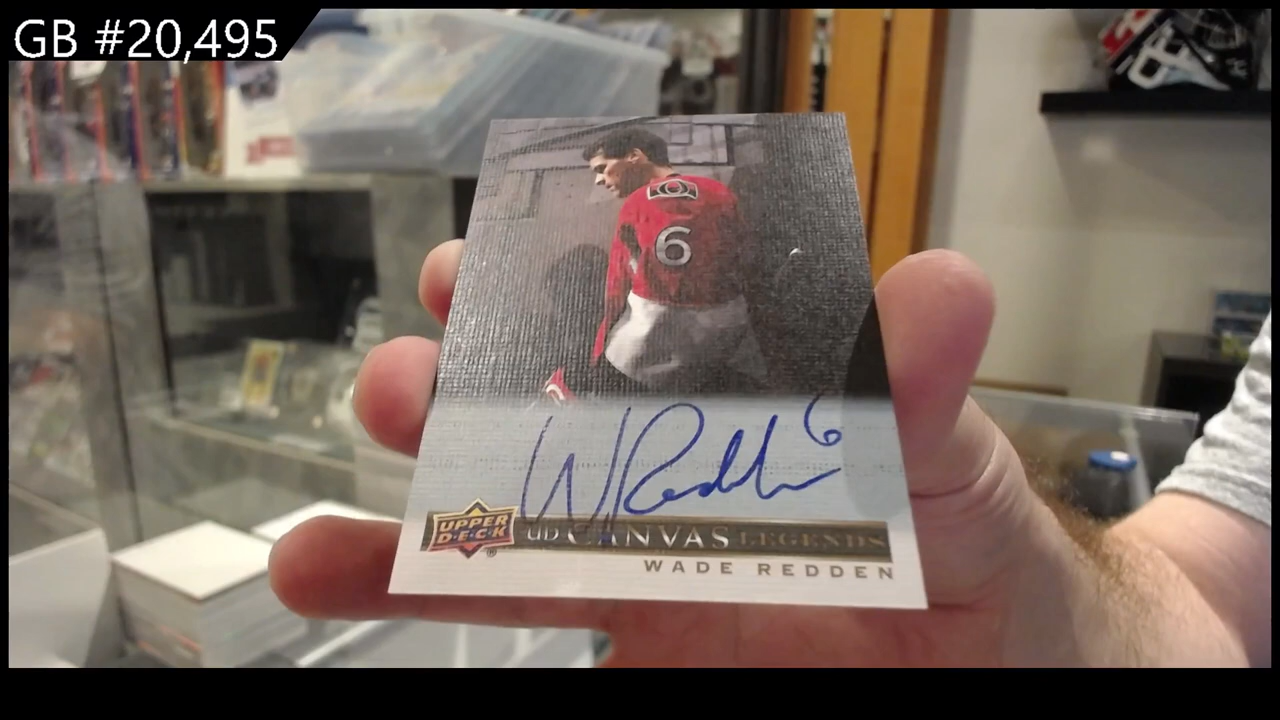 GB #20,495
6
W Redden 6
UPPER
DECK®
UD CANVAS LEGENDS
WADE REDDEN